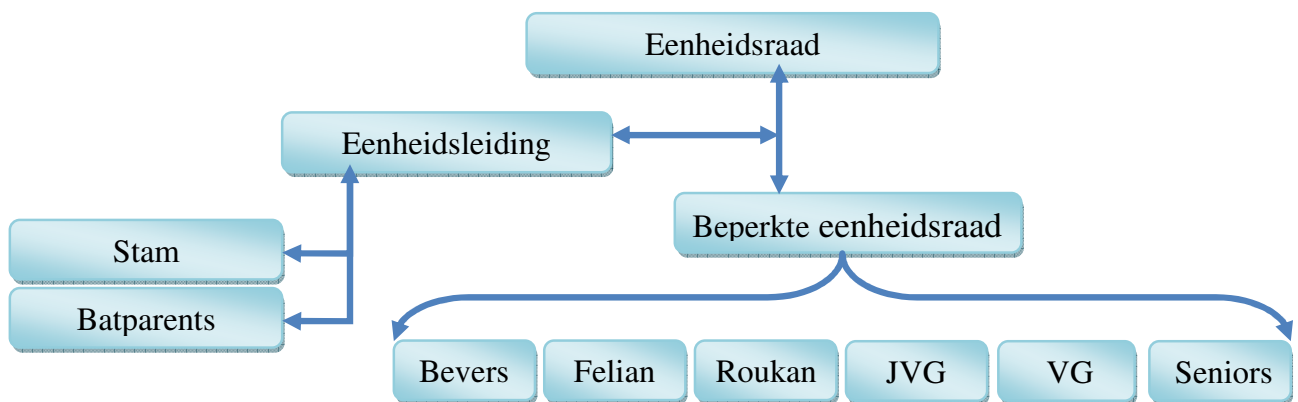 Eenheidsraad
Eenheidsleiding
Beperkte eenheidsraad
Stam
Batparents
Bevers
Felian
Roukan
JVG
VG
Seniors